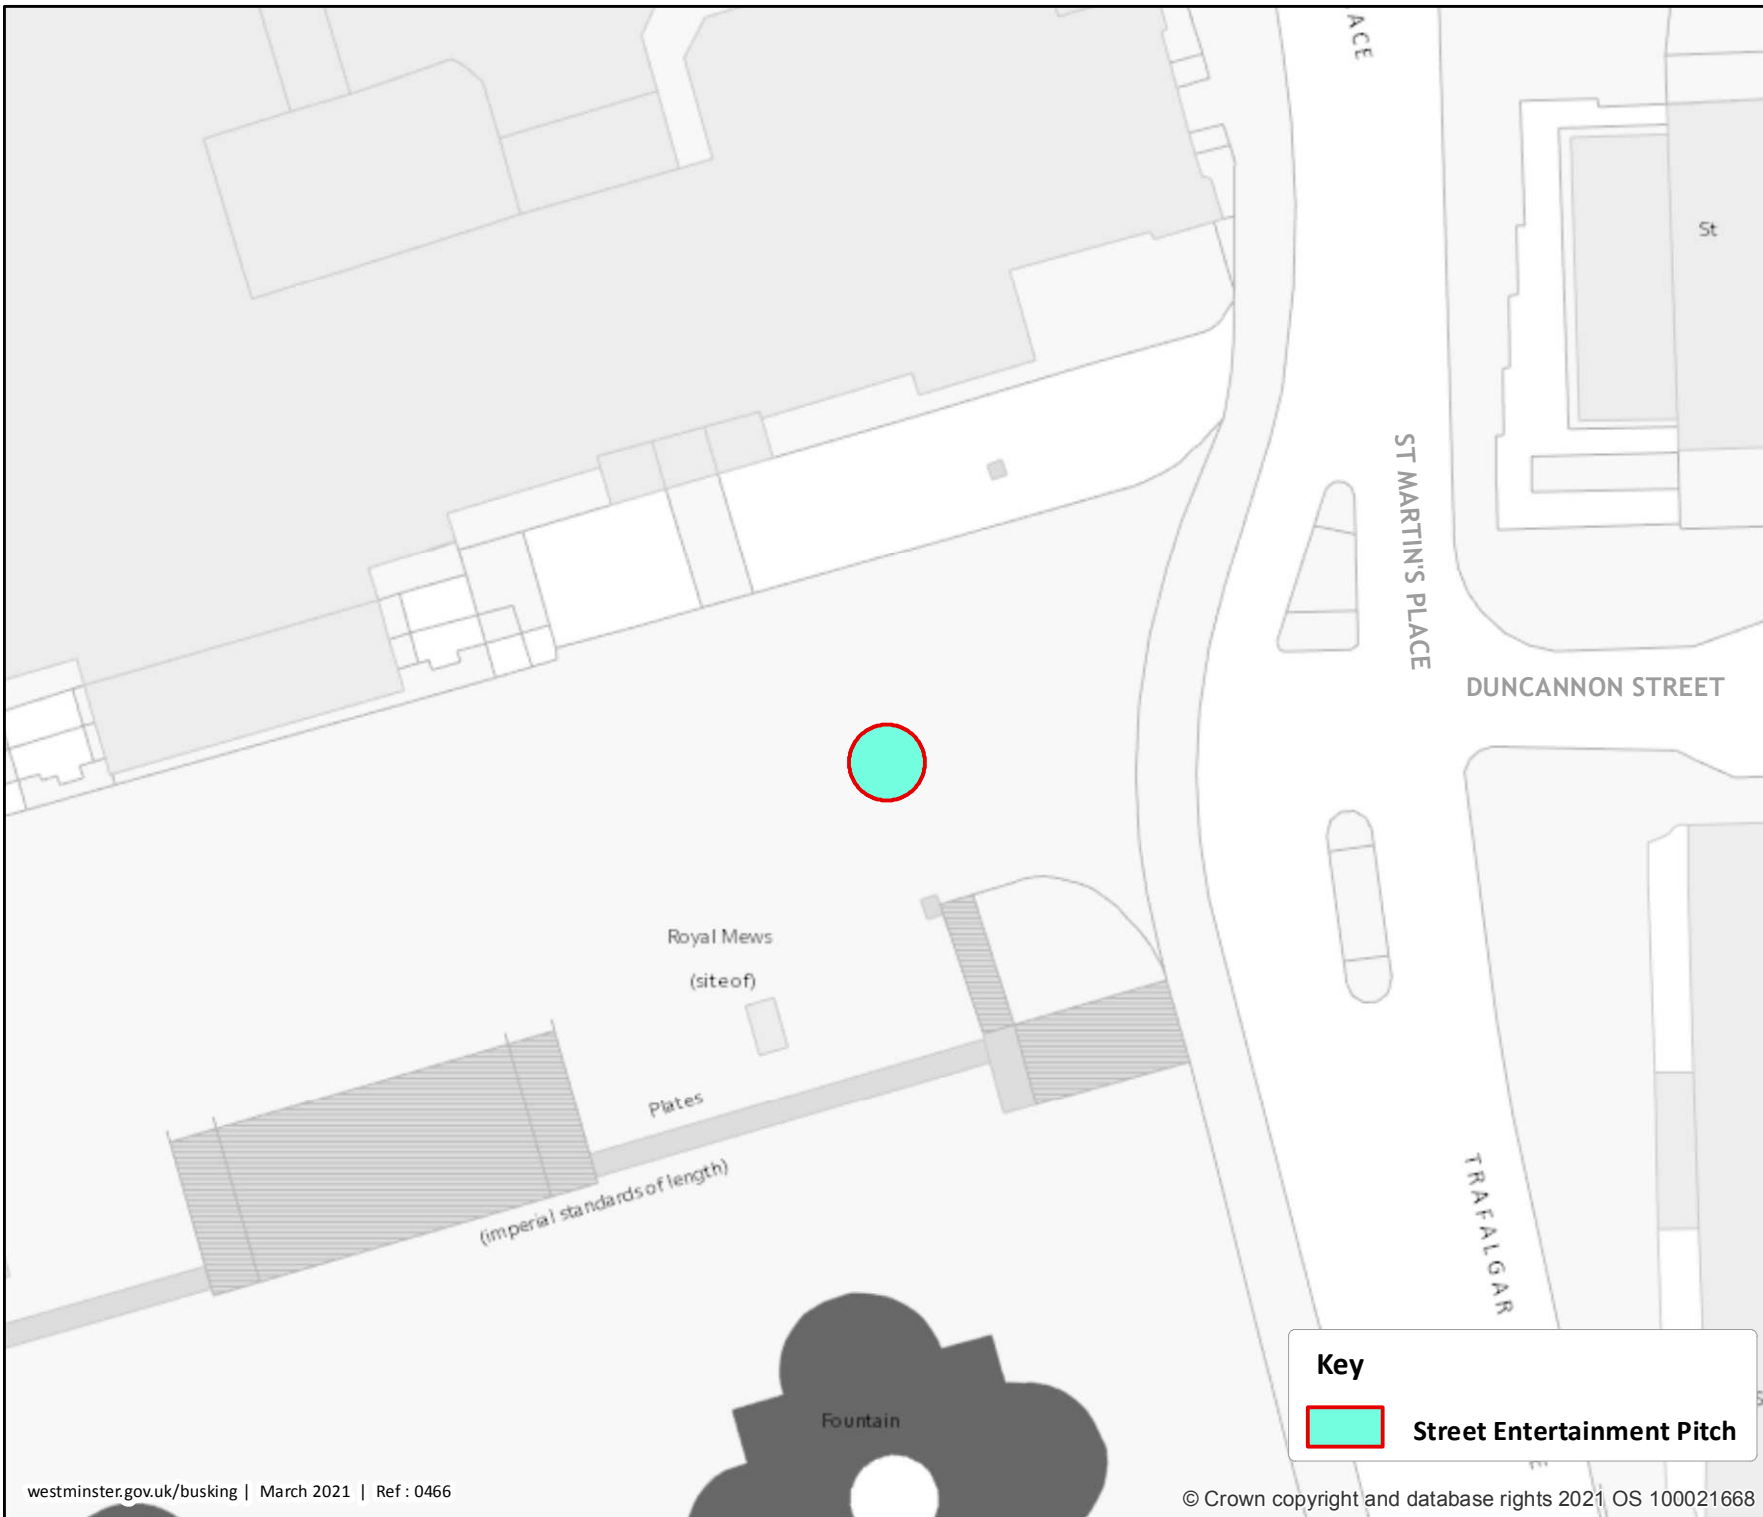 ACE
St
ST MARTIN'S PLACE
DUNCANNON STREET
Royal Mews
(site of)
Plates
(imperial standards of length)
TRAFALGAR
Fountain
Key
Street Entertainment Pitch
westminster.gov.uk/busking | March 2021 | Ref : 0466
© Crown copyright and database rights 2021 OS 100021668